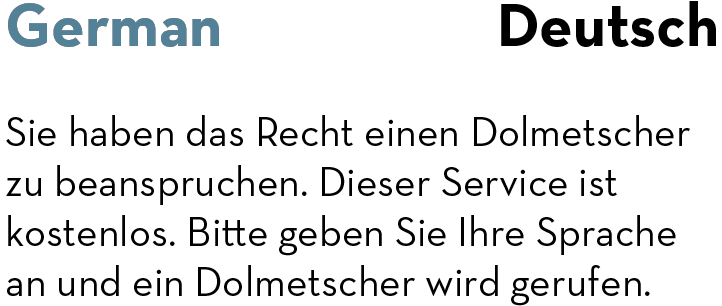 German Deutsch
Sie haben das Recht einen Dolmetscher
zu beanspruchen. Dieser Service ist
kostenlos. Bitte geben Sie Ihre Sprache
an und ein Dolmetscher wird gerufen.